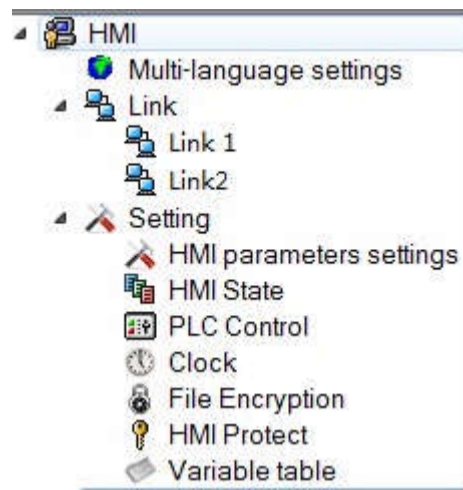 HMI
Multi-language settings
Link
Link 1
Link2
Setting
HMI parameters settings
HMI State
PLC Control
Clock
File Encryption
HMI Protect
Variable table